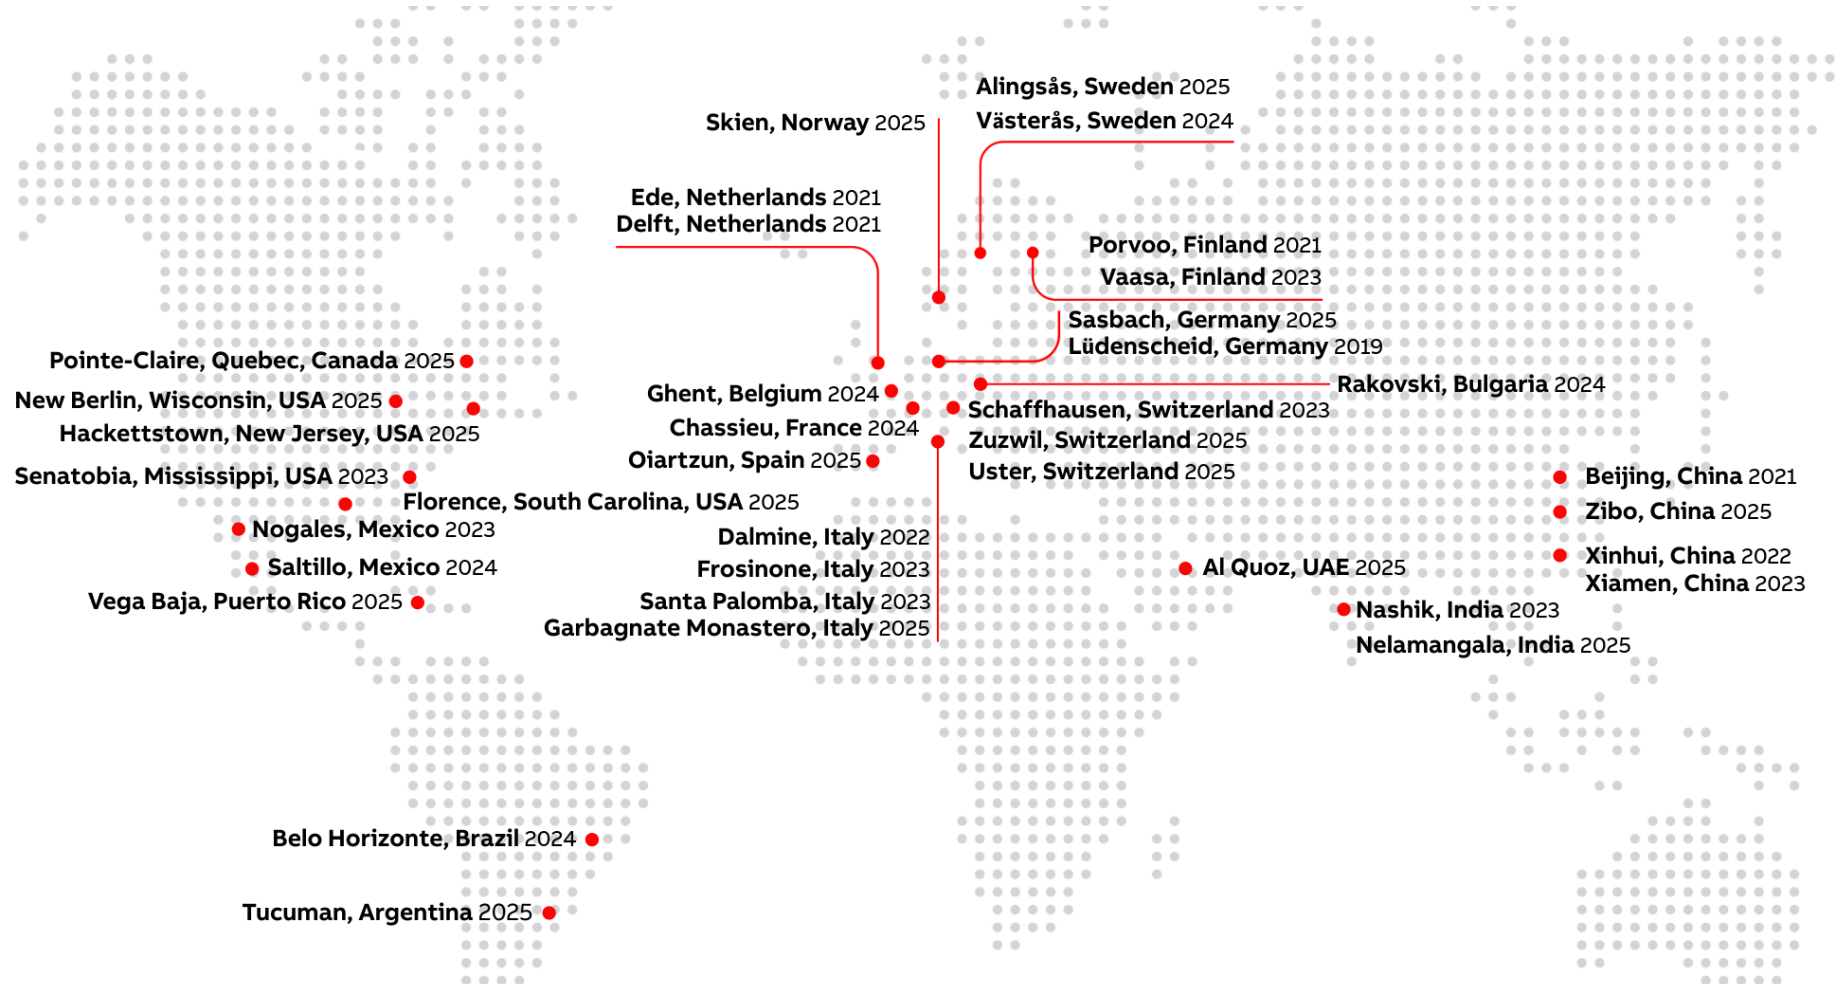 Alingsås, Sweden 2025
Västerås, Sweden 2024
Skien, Norway 2025
Ede, Netherlands 2021
Delft, Netherlands 2021
Porvoo, Finland 2021
Vaasa, Finland 2023
Sasbach, Germany 2025
Lüdenscheid, Germany 2019
Pointe-Claire, Quebec, Canada 2025
New Berlin, Wisconsin, USA 2025
Hackettstown, New Jersey, USA 2025
Senatobia, Mississippi, USA 2023
Florence, South Carolina, USA 2025
Nogales, Mexico 2023
Saltillo, Mexico 2024
Vega Baja, Puerto Rico 2025
Ghent, Belgium 2024
Chassieu, France 2024
Oiartzun, Spain 2025
Rakovski, Bulgaria 2024
Schaffhausen, Switzerland 2023
Zuzwil, Switzerland 2025
Uster, Switzerland 2025
Dalmine, Italy 2022
Frosinone, Italy 2023
Santa Palomba, Italy 2023
Garbagnate Monastero, Italy 2025
Al Quoz, UAE 2025
Beijing, China 2021
Zibo, China 2025
Xinhui, China 2022
Xiamen, China 2023
Nashik, India 2023
Nelamangala, India 2025
Belo Horizonte, Brazil 2024
Tucuman, Argentina 2025